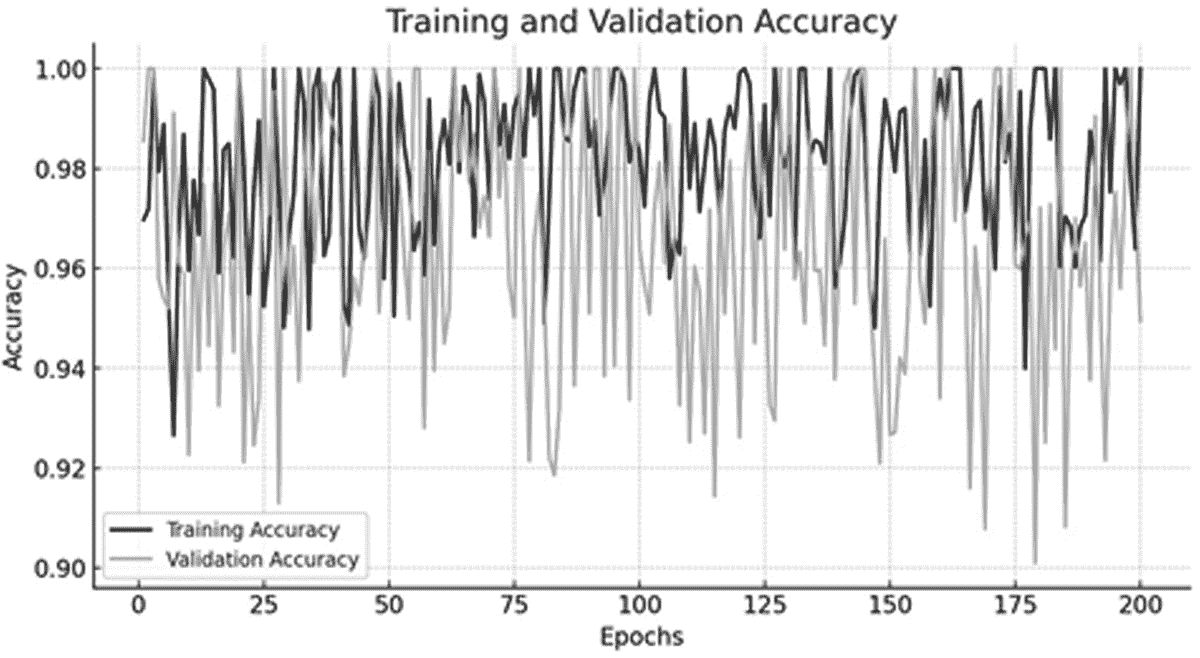 Training and Validation Accuracy
1.00
0.98
0.96
0.94
0.92
0.90
Accuracy
Training Accuracy
Validation Accuracy
0 25 50 75 100 125 150 175 200
Epochs